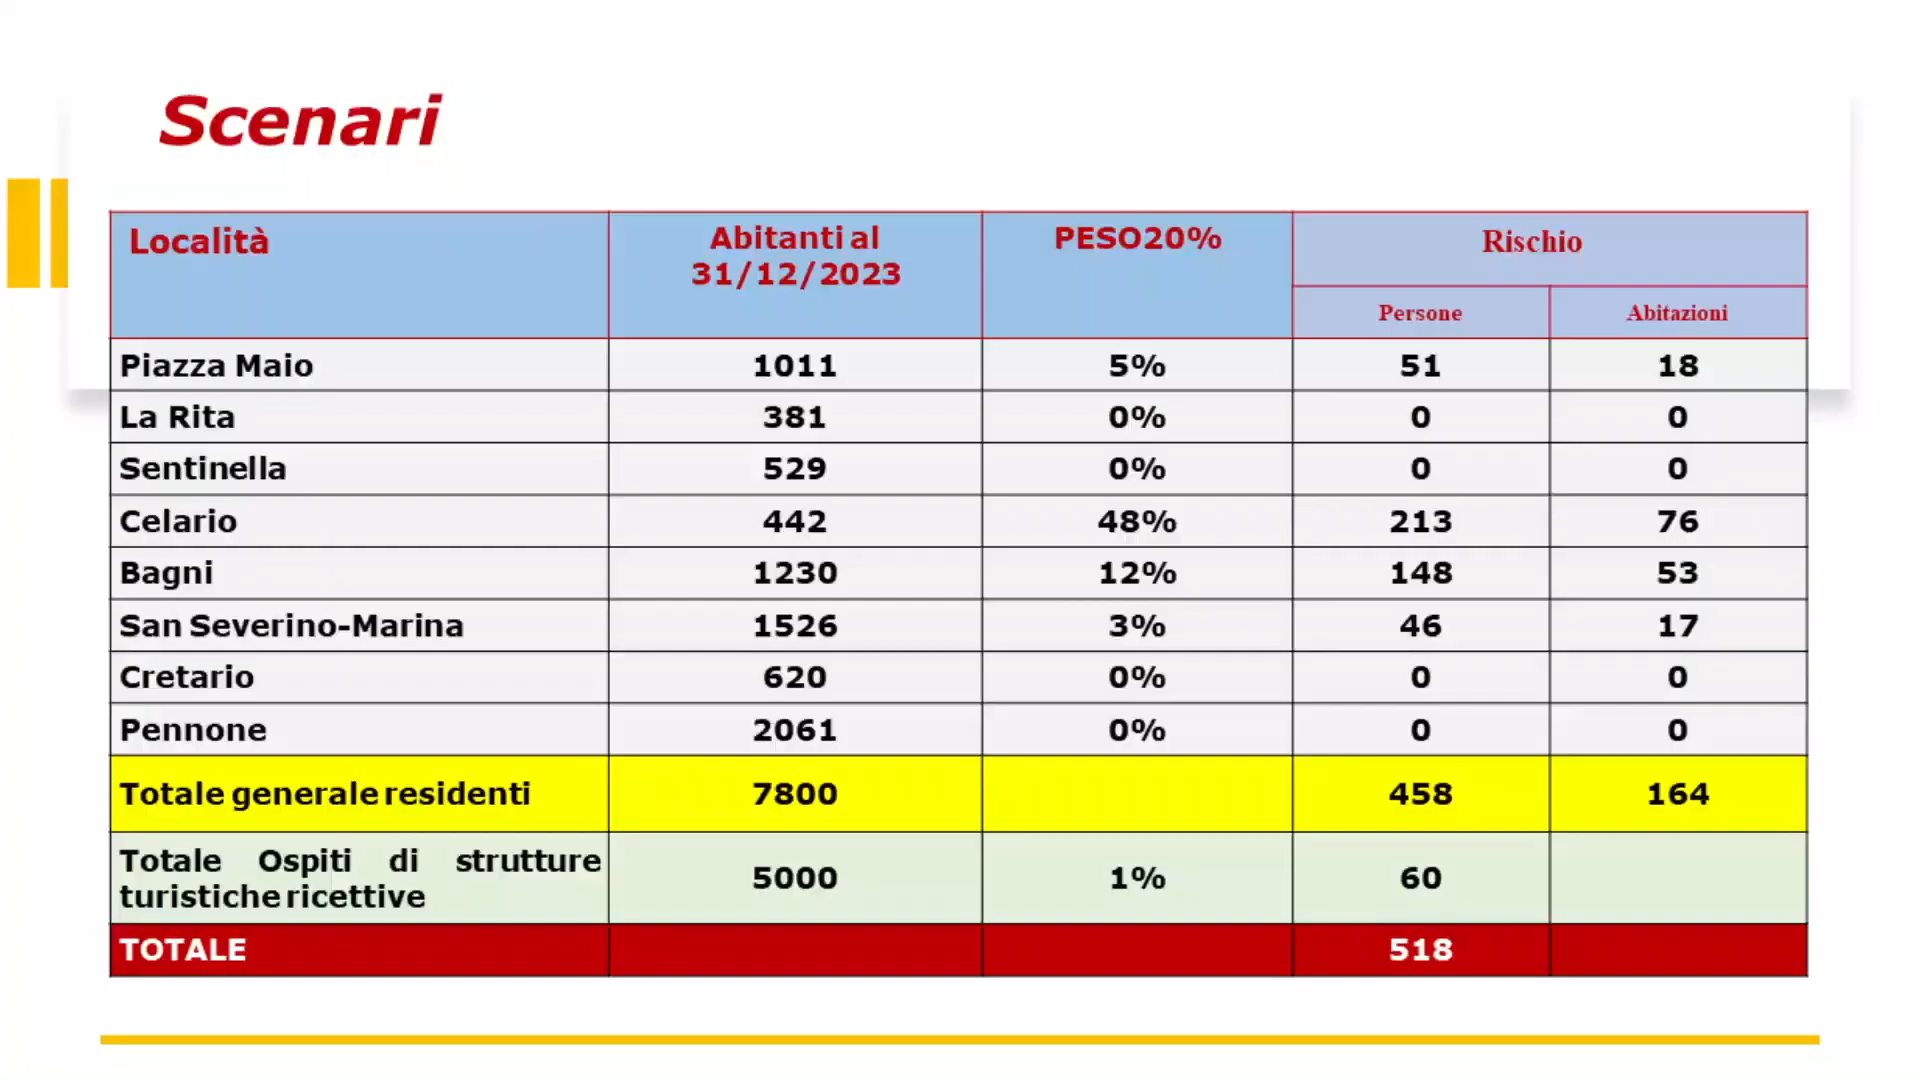 Scenari
Località
Abitanti al
31/12/2023
PESO20%
Rischio
Persone
Abitazioni
Piazza Maio 1011 5% 51 18
La Rita 381 0% 0 0
Sentinella 529 0% 0 0
Celario 442 48% 213 76
Bagni 1230 12% 148 53
San Severino-Marina 1526 3% 46 17
Cretario 620 0% 0 0
Pennone 2061 0% 0 0
Totale generale residenti 7800 458 164
Totale Ospiti di strutture
turistiche ricettive 5000 1% 60
TOTALE 518